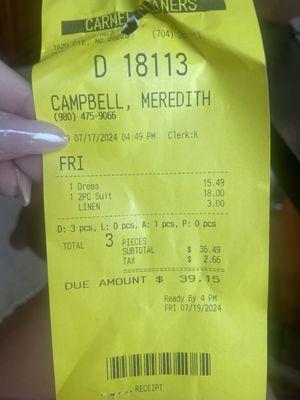 D 18113
CAMPBELL, MEREDITH
(980) 475-9066
07/17/2024 04:49 PM Clerk:K
FRI
1 Dress 15.49
1 2PC Suit 18.00
LINEN 3.00
D: 3 pcs, L: 0 pcs, A: 1 pcs, P: 0 pcs
TOTAL 3 PIECES
SUBTOTAL $ 36.49
TAX $ 2.66
DUE AMOUNT $ 39.15
Ready By 4 PM
FRI 07/19/2024
RECEIPT